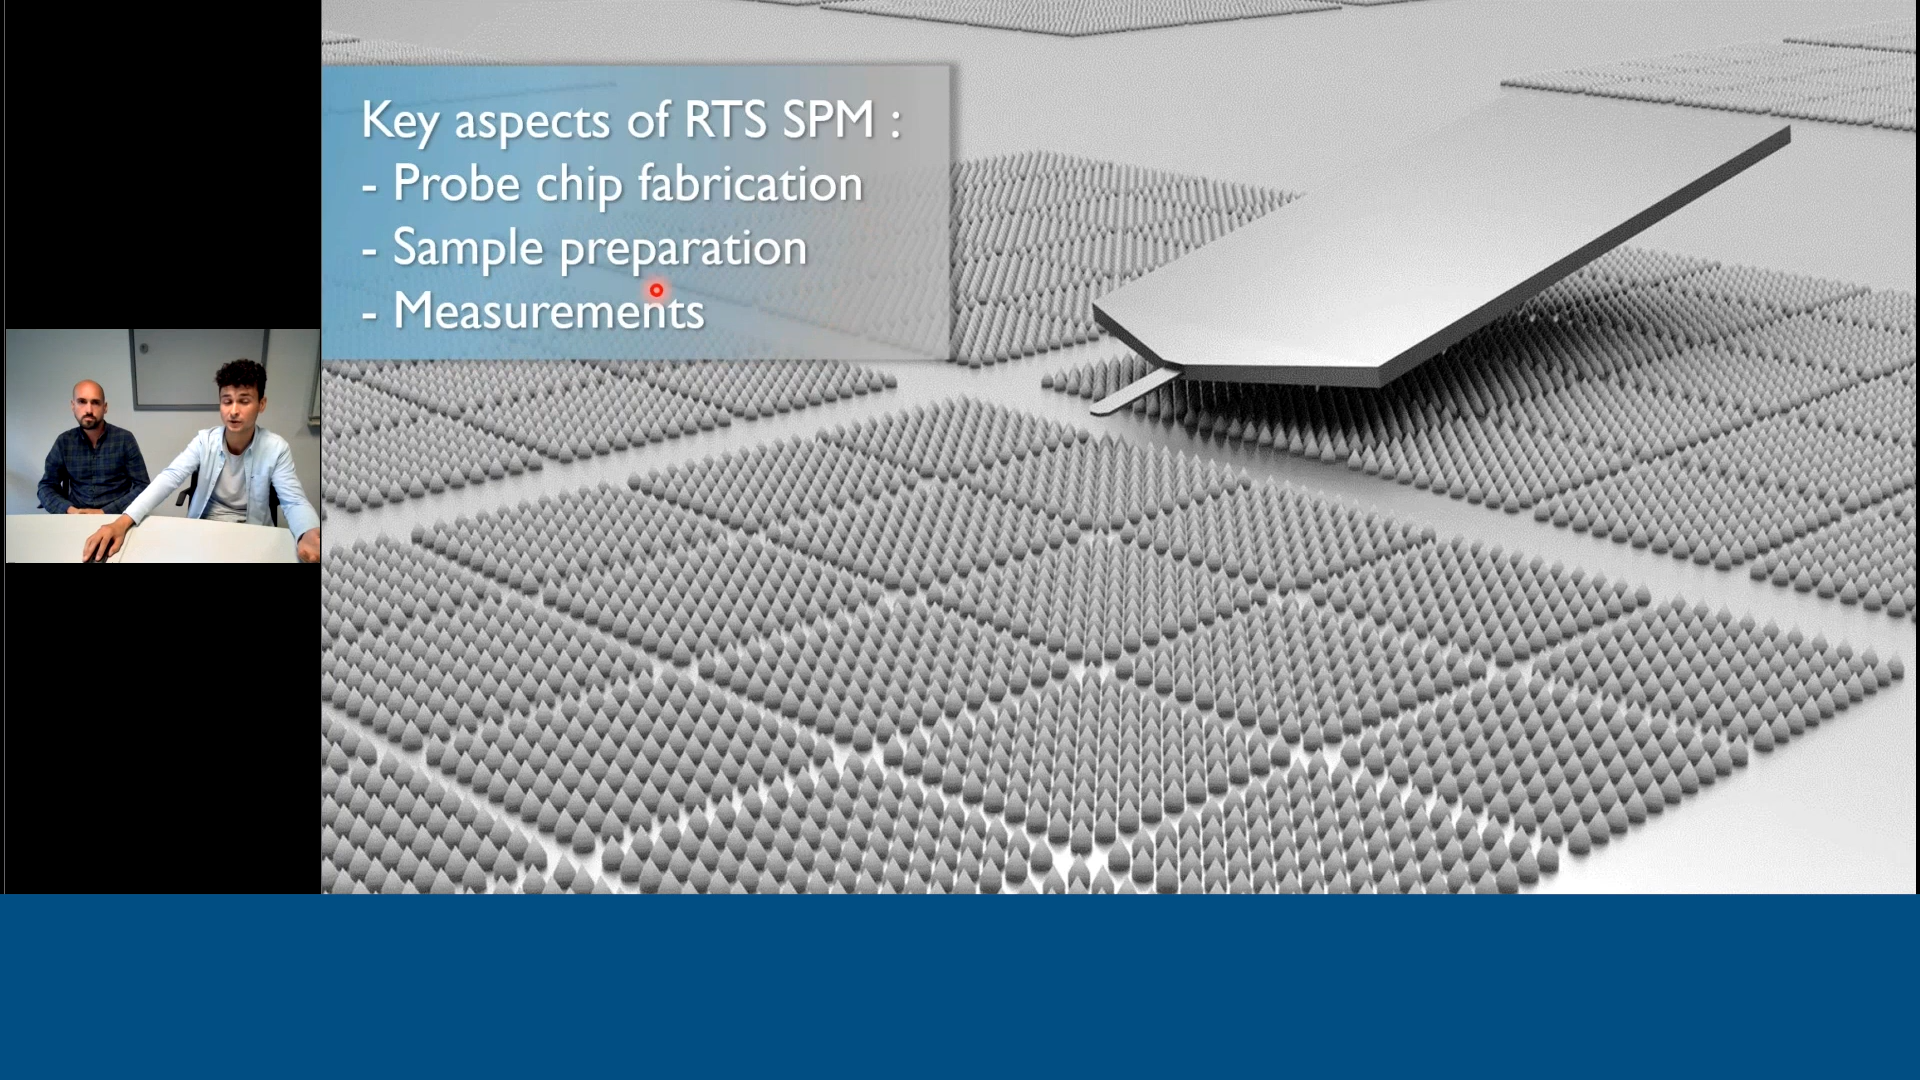 Key aspects of RTS SPM :
- Probe chip fabrication
- Sample preparation
- Measurements